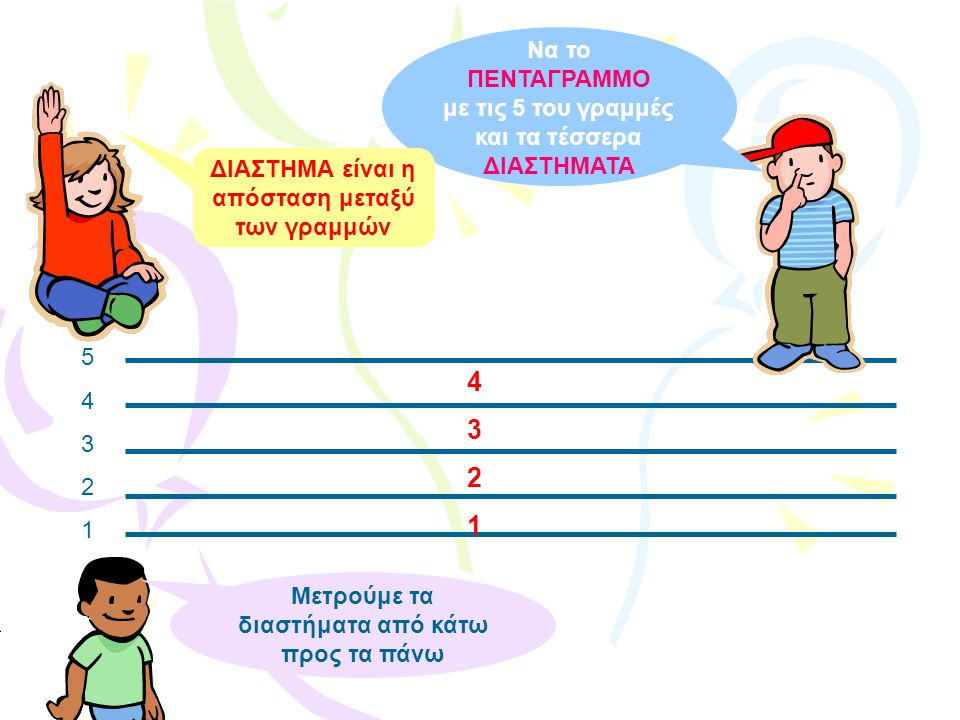 Να το
ΠΕΝΤΑΓΡΑΜΜΟ
με τις 5 του γραμμές
και τα τέσσερα
ΔΙΑΣΤΗΜΑΤΑ
ΔΙΑΣΤΗΜΑ είναι η
απόσταση μεταξύ
των γραμμών
5
4
3
2
1
4
3
2
1
Μετρούμε τα
διαστήματα από κάτω
προς τα πάνω